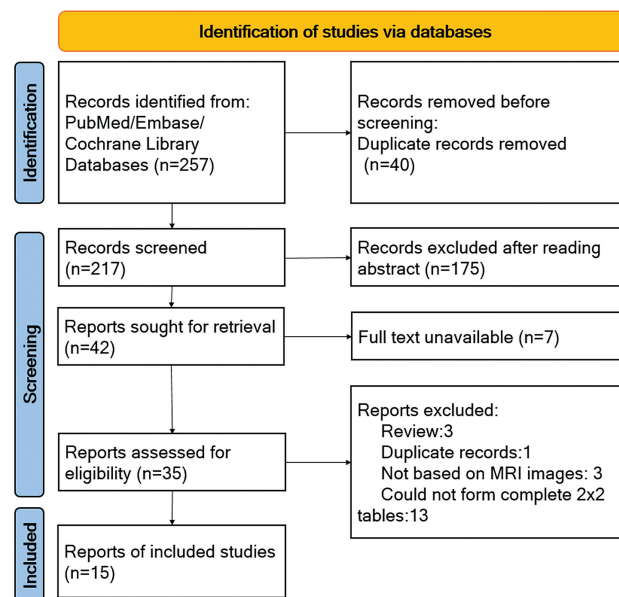 Identification of studies via databases
Identification
Records identified from:
PubMed/Embase/
Cochrane Library
Databases (n=257)
Records removed before
screening:
Duplicate records removed
(n=40)
Screening
Records screened
(n=217)
Records excluded after reading
abstract (n=175)
Reports sought for retrieval
(n=42)
Full text unavailable (n=7)
Reports assessed for
eligibility (n=35)
Reports excluded:
Review:3
Duplicate records:1
Not based on MRI images: 3
Could not form complete 2x2
tables:13
Included
Reports of included studies
(n=15)